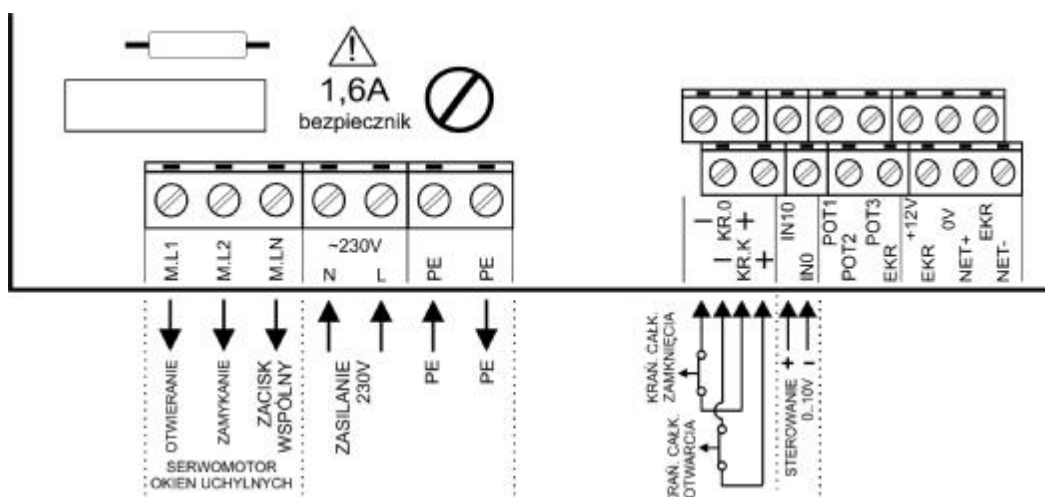 1,6A
bezpiecznik
M.L1
M.L2
M.LN
~230V
N
L
PE
PE
− KR.0 +
− KR.K +
IN10
IN0
POT1
POT2
POT3
EKR
+12V
EKR
0V
NET+
EKR
NET-
OTWIERANIE
ZAMYKANIE
ZACISK
WSPÓLNY
ZASILANIE
230V
PE
PE
SERWOMOTOR
OKIEN UCHYLNYCH
KRAŃ. CAŁK.
ZAMKNIĘCIA
KRAŃ. CAŁK.
OTWARCIA
STEROWANIE
0..10V
+
−